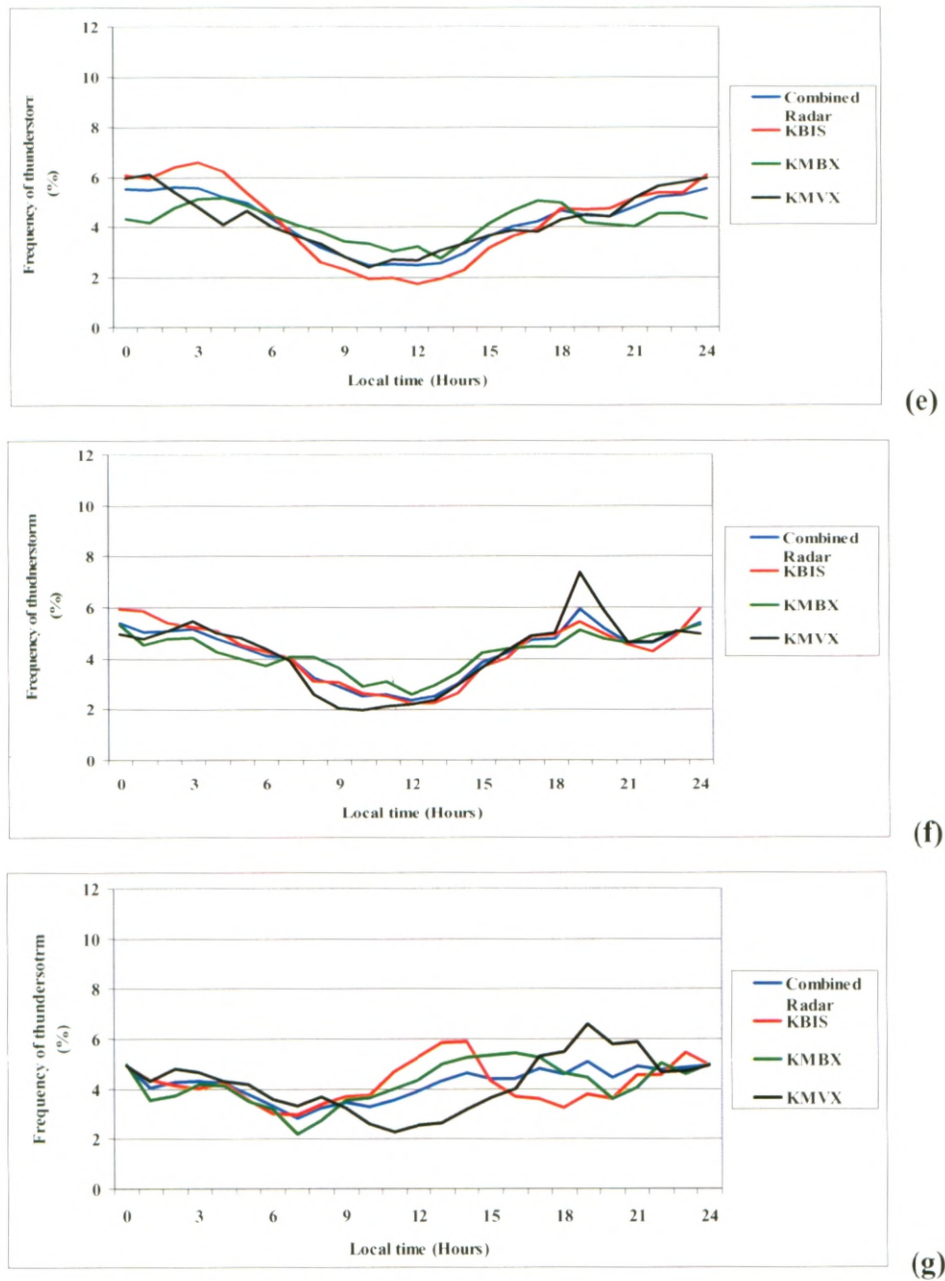 12
10
8
6
4
2
0
Frequency of thunderstorr
(%)
0 3 6 9 12 15 18 21 24
Local time (Hours)
Combined
Radar
KBIS
KMBX
KMVX
(e)
12
10
8
6
4
2
0
Frequency of thudnerstorm
(%)
0 3 6 9 12 15 18 21 24
Local time (Hours)
Combined
Radar
KBIS
KMBX
KMVX
(f)
12
10
8
6
4
2
0
Frequency of thundersotrm
(%)
0 3 6 9 12 15 18 21 24
Local time (Hours)
Combined
Radar
KBIS
KMBX
KMVX
(g)